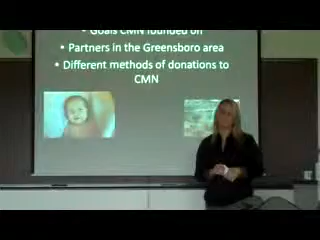 • Goals CMN founded on
• Partners in the Greensboro area
• Different methods of donations to
CMN